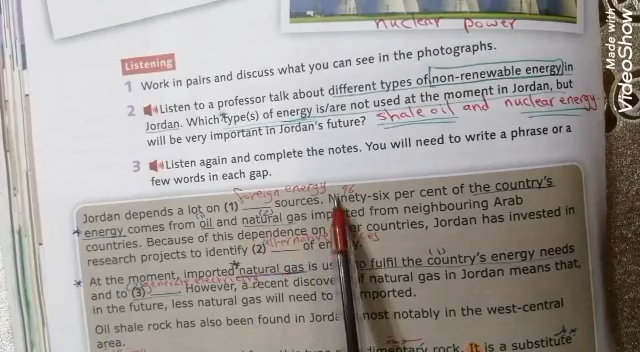 nuclear power
Listening
1 Work in pairs and discuss what you can see in the photographs.
2 Listen to a professor talk about different types of non-renewable energy in
Jordan. Which type(s) of energy is/are not used at the moment in Jordan, but
will be very important in Jordan's future? shale oil and nuclear energy.
3 Listen again and complete the notes. You will need to write a phrase or a
few words in each gap.
foreign energy 96
Jordan depends a lot on (1) ____ sources. Ninety-six per cent of the country's
energy comes from oil and natural gas imported from neighbouring Arab
countries. Because of this dependence on countries, Jordan has invested in
research projects to identify (2) ____ of
At the moment, imported natural gas is to fulfil the country's energy needs
and to (3) ____. However, a recent of natural gas in Jordan means that,
in the future, less natural gas will need to imported.
Oil shale rock has also been found in most notably in the west-central
area.
rock. It is a substitute
Made with
VideoShow